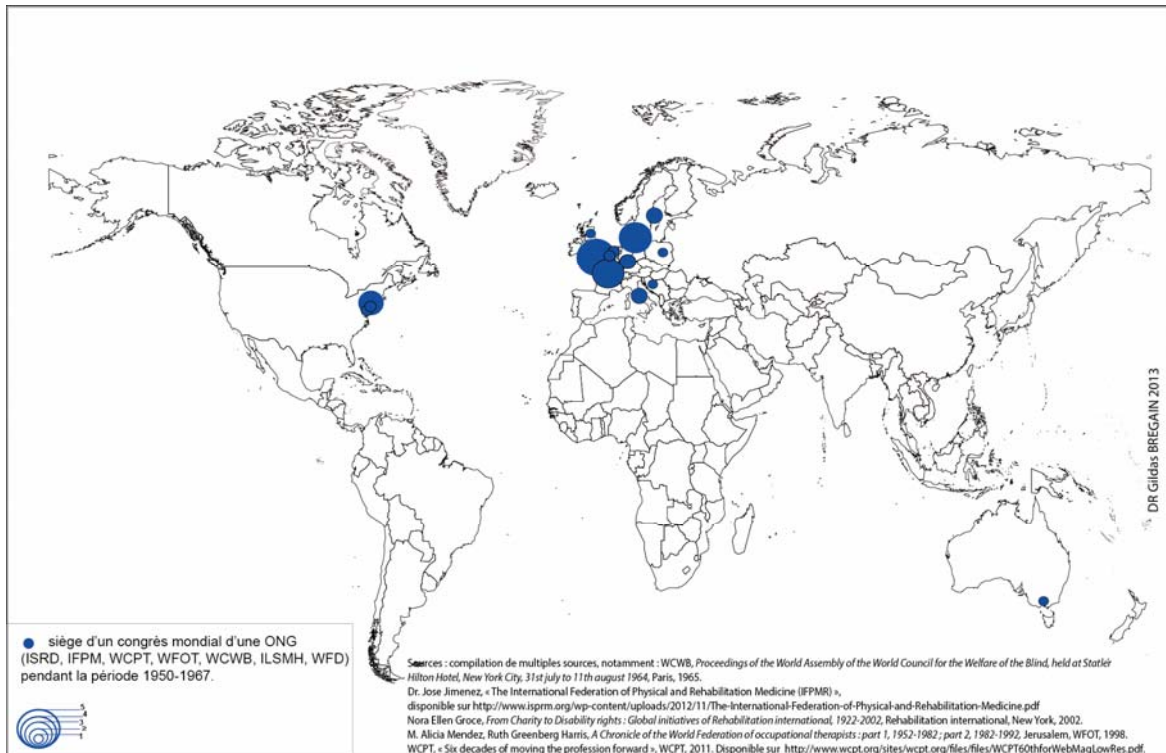 DR Gildas BREGAIN 2013
siège d'un congrès mondial d'une ONG
(ISRD, IFPM, WCPT, WFOT, WCWB, ILSMH, WFD)
pendant la période 1950-1967.
5
4
3
2
1
Sources : compilation de multiples sources, notamment : WCWB, Proceedings of the World Assembly of the World Council for the Welfare of the Blind, held at Statler
Hilton Hotel, New York City, 31st july to 11th august 1964, Paris, 1965.
Dr. Jose Jimenez, « The International Federation of Physical and Rehabilitation Medicine (IFPMR) »,
disponible sur http://www.isprm.org/wp-content/uploads/2012/11/The-International-Federation-of-Physical-and-Rehabilitation-Medicine.pdf
Nora Ellen Groce, From Charity to Disability rights : Global initiatives of Rehabilitation international, 1922-2002, Rehabilitation international, New York, 2002.
M. Alicia Mendez, Ruth Greenberg Harris, A Chronicle of the World Federation of occupational therapists : part 1, 1952-1982 ; part 2, 1982-1992, Jerusalem, WFOT, 1998.
WCPT, « Six decades of moving the profession forward ». WCPT, 2011. Disponible sur http://www.wcpt.org/sites/wcpt.org/files/files/WCPT60thforWebMagLowRes.pdf.